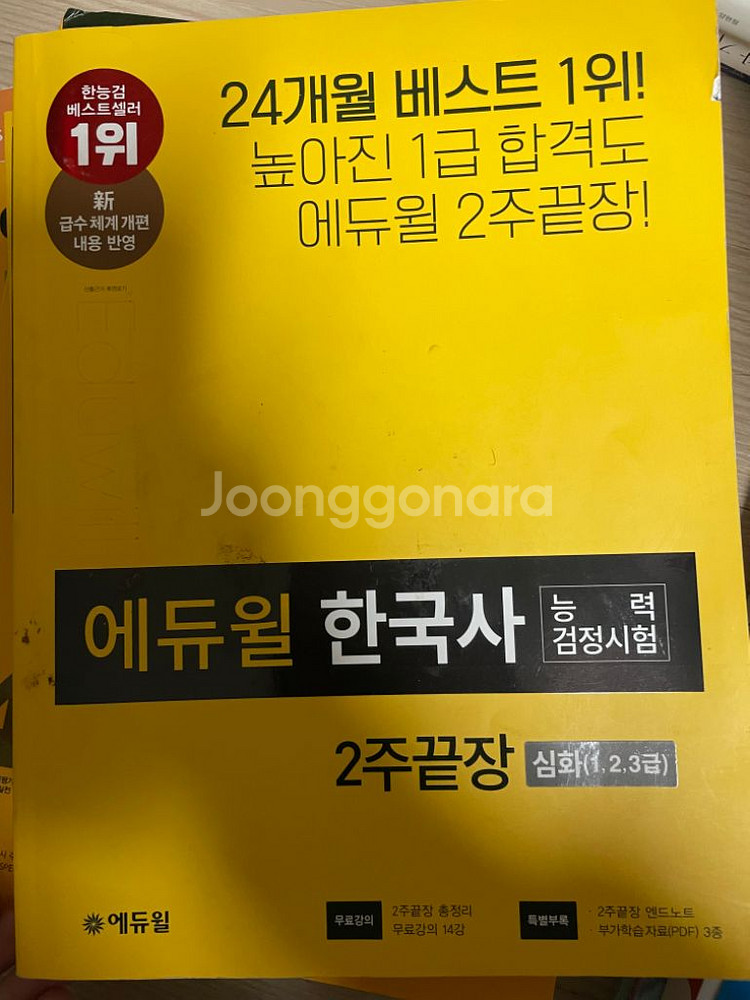 한능검
베스트셀러
1위
新
급수 체계 개편
내용 반영
24개월 베스트 1위!
높아진 1급 합격도
에듀윌 2주끝장!
Joonggonara
에듀윌 한국사 능력
검정시험
2주끝장 심화(1,2,3급)
에듀윌
무료강의
2주끝장 총정리
무료강의 14강
특별부록
· 2주끝장 엔드노트
· 부가학습자료(PDF) 3종